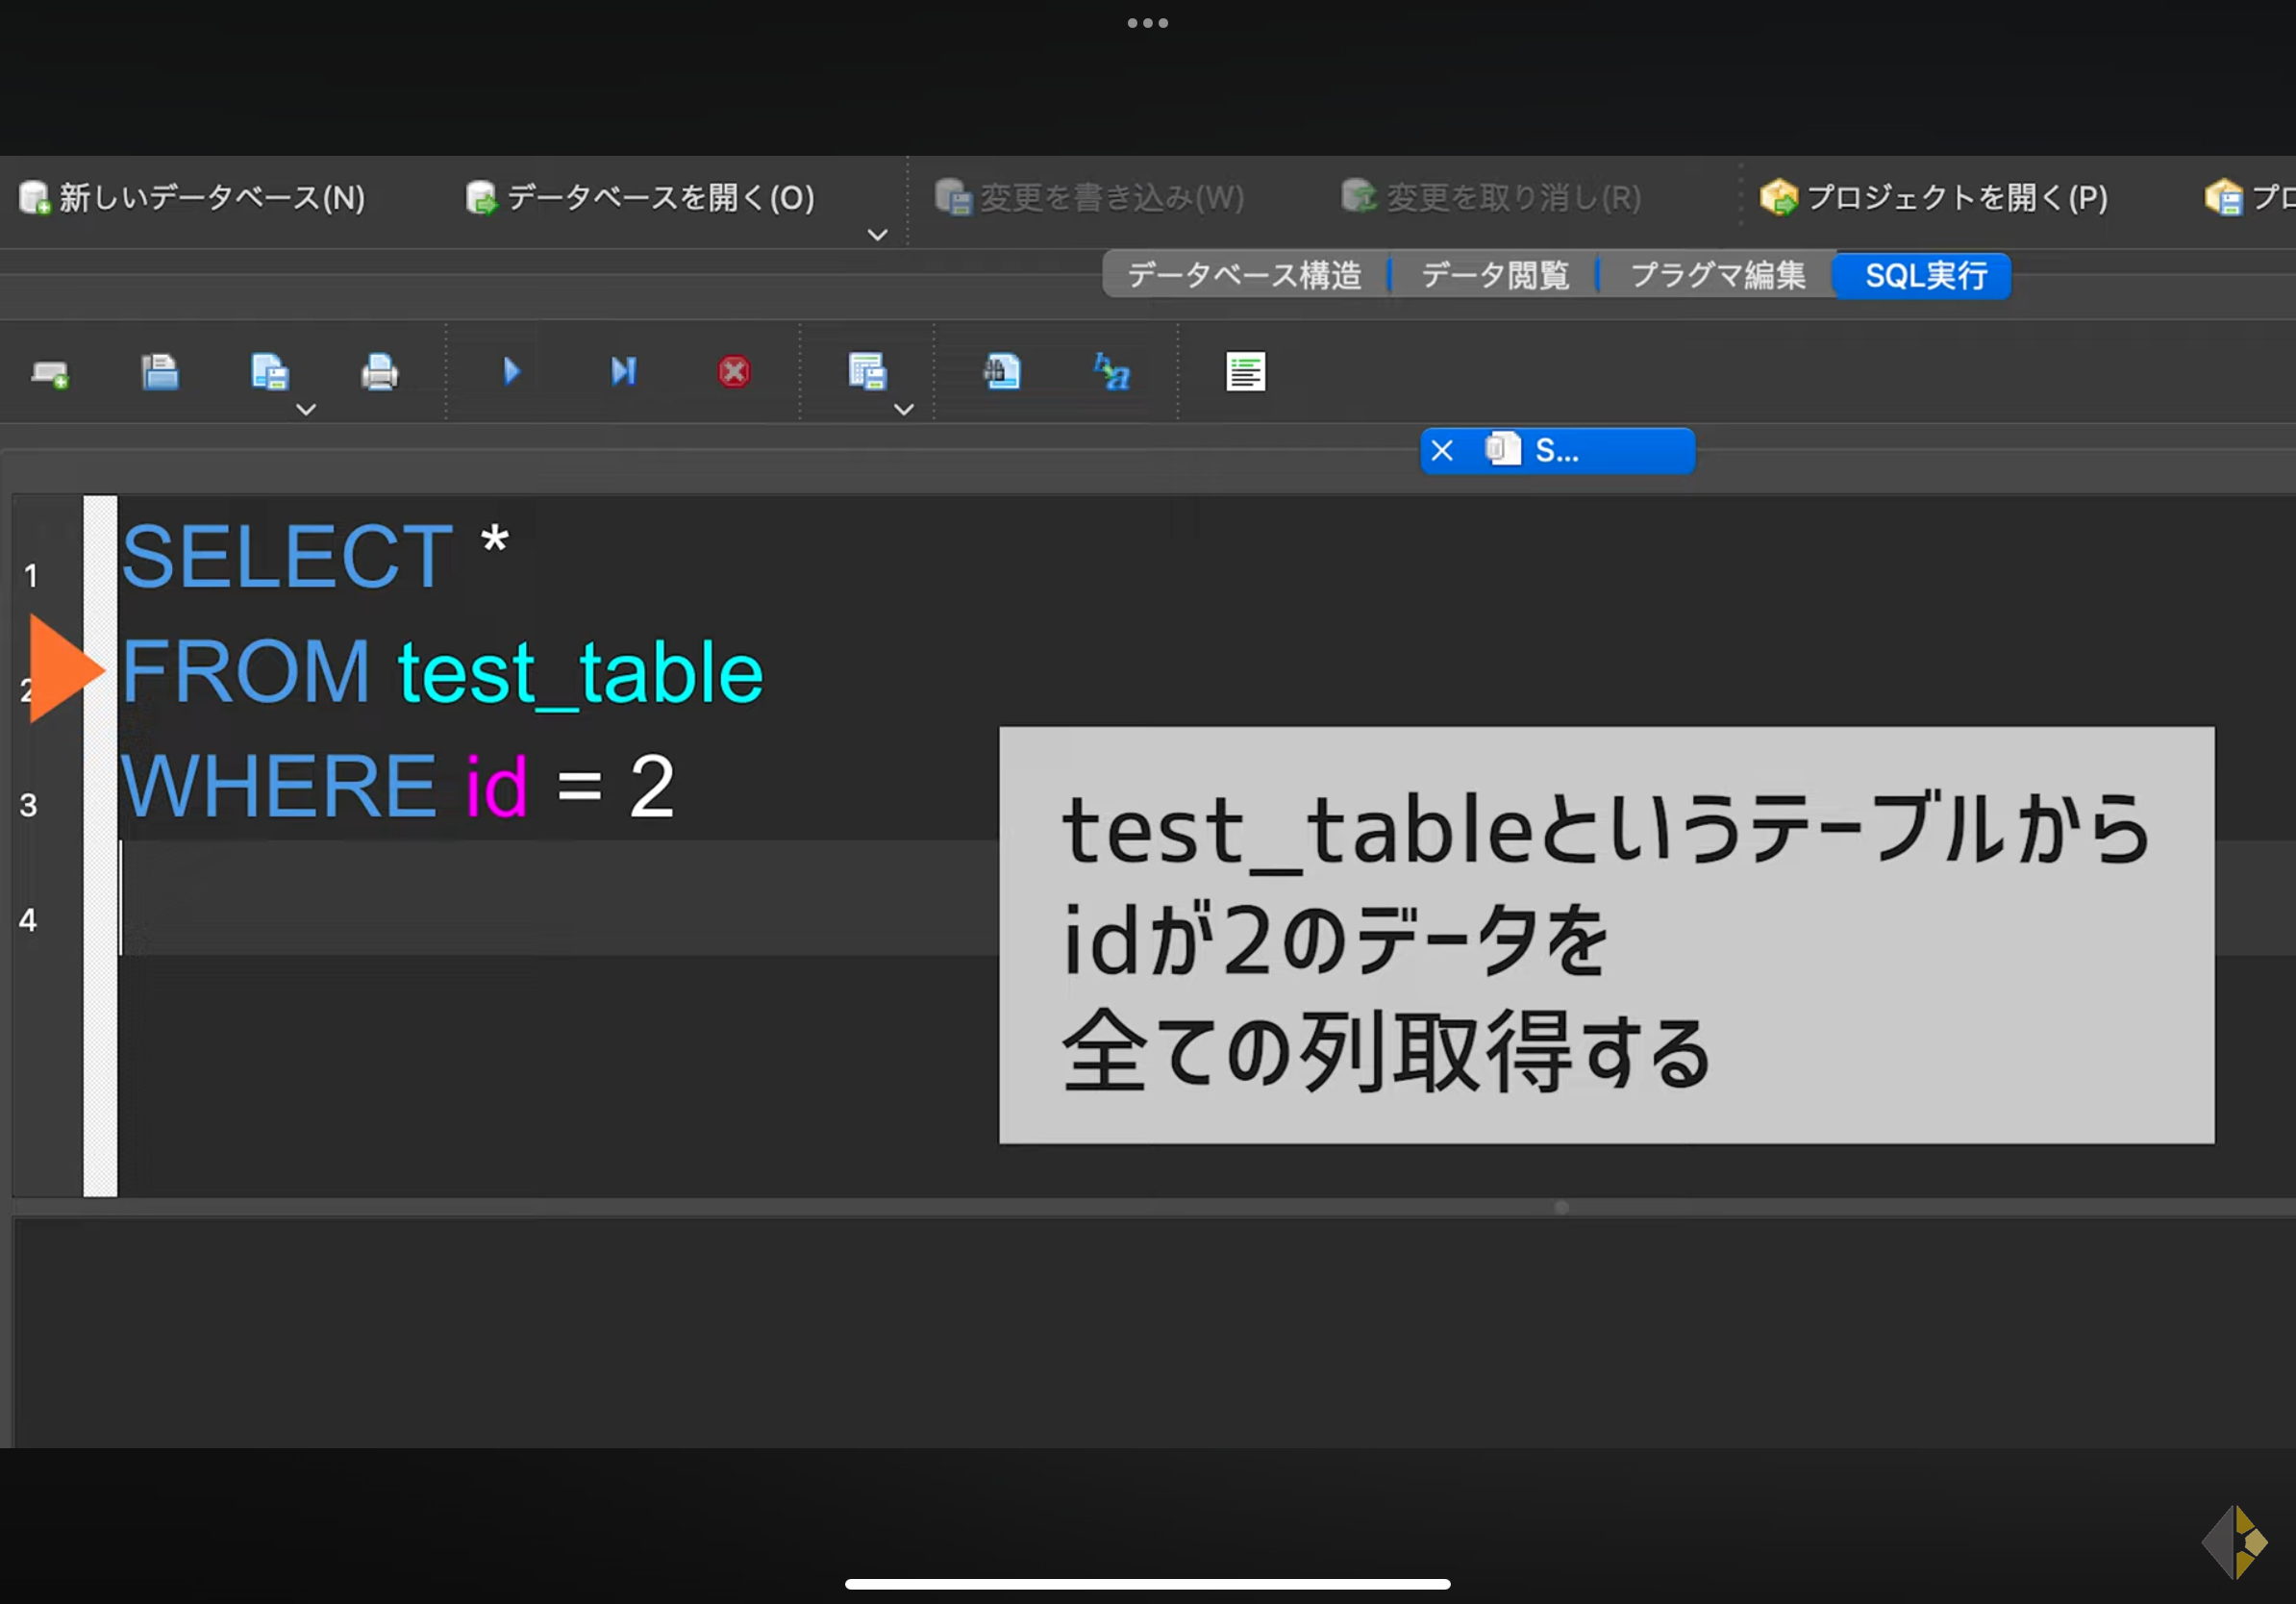 新しいデータベース(N) データベースを開く(O) 変更を書き込み(W) 変更を取り消し(R) プロジェクトを開く(P) プロ
データベース構造 データ閲覧 プラグマ編集 SQL実行
S...
1 SELECT *
2 FROM test_table
3 WHERE id = 2
4
test_tableというテーブルから
idが2のデータを
全ての列取得する